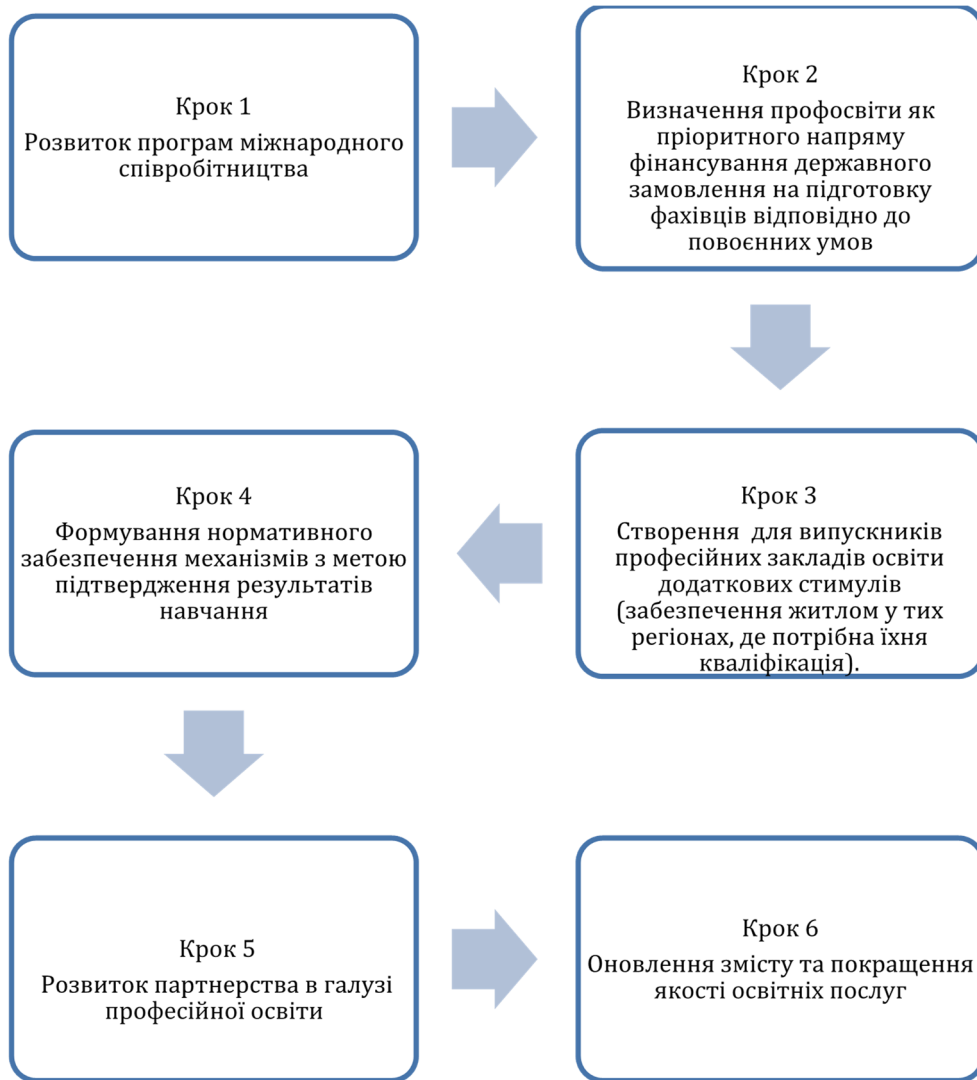 Крок 1
Розвиток програм міжнародного
співробітництва
Крок 2
Визначення профосвіти як
пріоритного напряму
фінансування державного
замовлення на підготовку
фахівців відповідно до
повоєнних умов
Крок 3
Створення для випускників
професійних закладів освіти
додаткових стимулів
(забезпечення житлом у тих
регіонах, де потрібна їхня
кваліфікація).
Крок 4
Формування нормативного
забезпечення механізмів з метою
підтвердження результатів
навчання
Крок 5
Розвиток партнерства в галузі
професійної освіти
Крок 6
Оновлення змісту та покращення
якості освітніх послуг